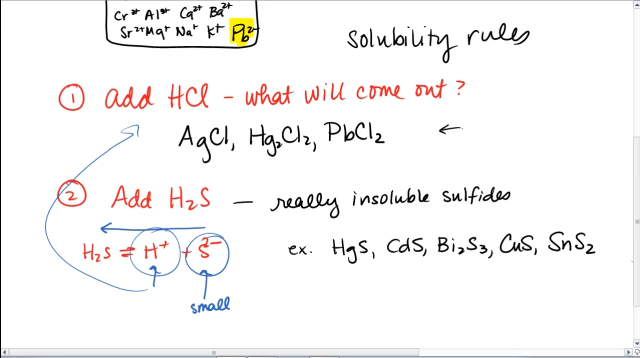 Cr³⁺ Al³⁺ Ca²⁺ Ba²⁺
Sr²⁺ Mg⁺ Na⁺ K⁺ Pb²⁻
solubility rules
① add HCl - what will come out?
AgCl, Hg₂Cl₂, PbCl₂ ←
② Add H₂S — really insoluble sulfides
H₂S = H⁺ + S²⁻ ex. HgS, CdS, Bi₂S₃, CuS, SnS₂
small